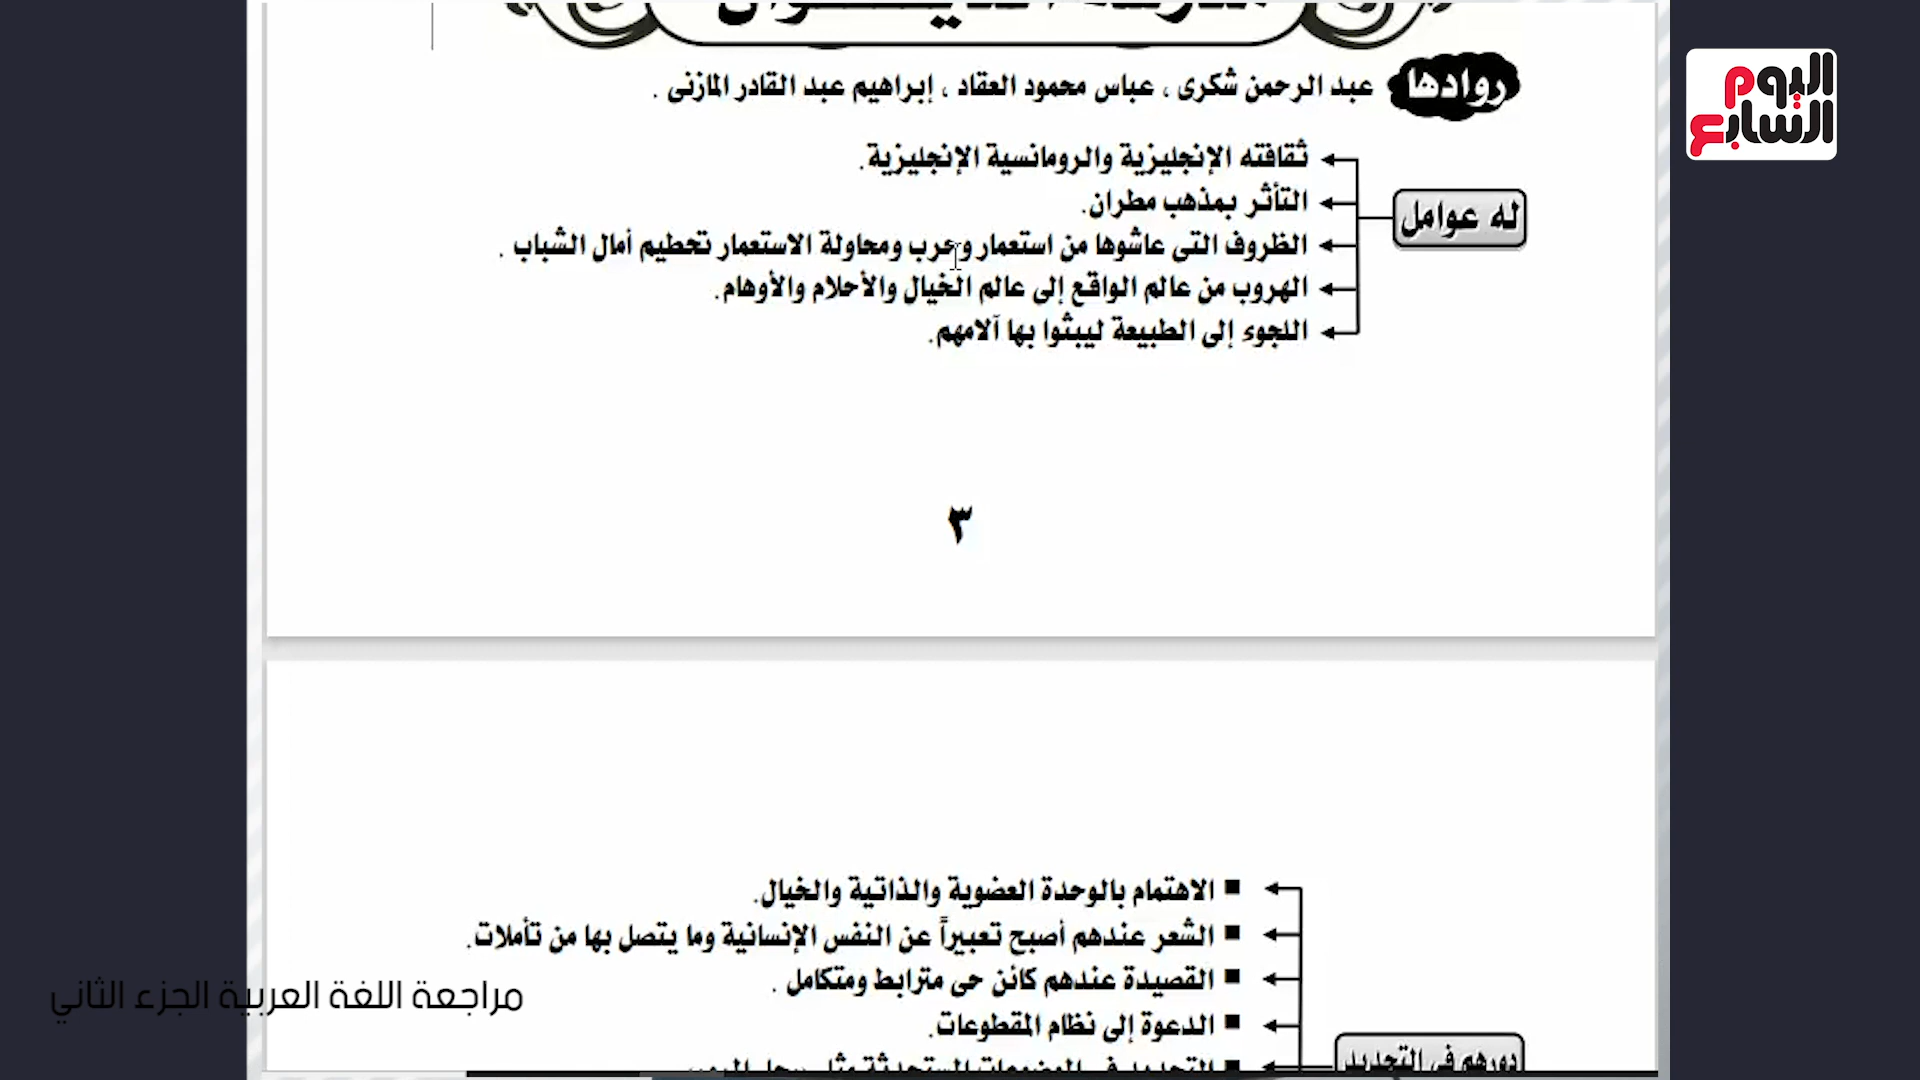 اليوم السابع
روادها عبد الرحمن شكرى ، عباس محمود العقاد ، إبراهيم عبد القادر المازنى .
له عوامل
ثقافته الإنجليزية والرومانسية الإنجليزية.
التأثر بمذهب مطران.
الظروف التى عاشوها من استعمار وحرب ومحاولة الاستعمار تحطيم أمال الشباب .
الهروب من عالم الواقع إلى عالم الخيال والأحلام والأوهام.
اللجوء إلى الطبيعة ليبثوا بها آلامهم.
٣
الاهتمام بالوحدة العضوية والذاتية والخيال.
الشعر عندهم أصبح تعبيراً عن النفس الإنسانية وما يتصل بها من تأملات.
القصيدة عندهم كائن حى مترابط ومتكامل .
الدعوة إلى نظام المقطوعات.
دورهم فى التجديد
مراجعة اللغة العربية الجزء الثاني